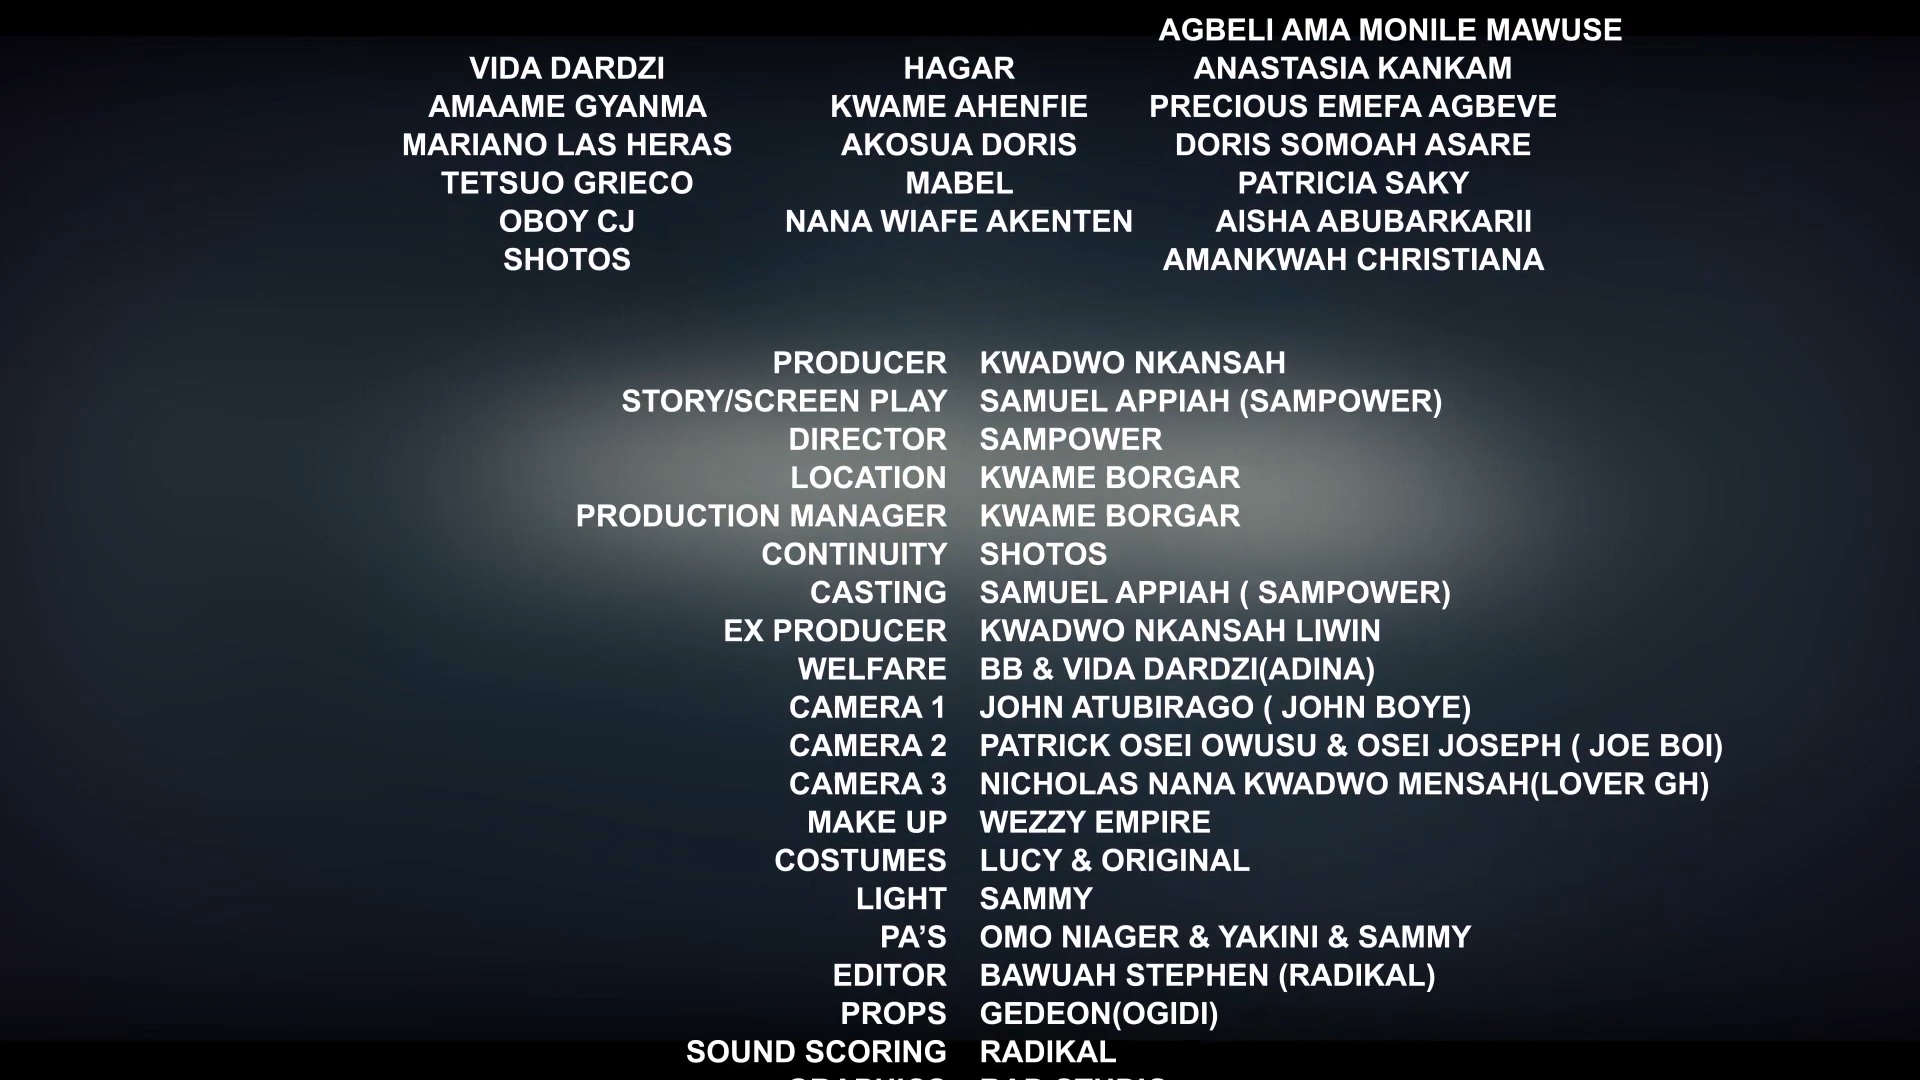 AGBELI AMA MONILE MAWUSE
VIDA DARDZI HAGAR ANASTASIA KANKAM
AMAAME GYANMA KWAME AHENFIE PRECIOUS EMEFA AGBEVE
MARIANO LAS HERAS AKOSUA DORIS DORIS SOMOAH ASARE
TETSUO GRIECO MABEL PATRICIA SAKY
OBOY CJ NANA WIAFE AKENTEN AISHA ABUBARKARII
SHOTOS AMANKWAH CHRISTIANA
PRODUCER KWADWO NKANSAH
STORY/SCREEN PLAY SAMUEL APPIAH (SAMPOWER)
DIRECTOR SAMPOWER
LOCATION KWAME BORGAR
PRODUCTION MANAGER KWAME BORGAR
CONTINUITY SHOTOS
CASTING SAMUEL APPIAH ( SAMPOWER)
EX PRODUCER KWADWO NKANSAH LIWIN
WELFARE BB & VIDA DARDZI(ADINA)
CAMERA 1 JOHN ATUBIRAGO ( JOHN BOYE)
CAMERA 2 PATRICK OSEI OWUSU & OSEI JOSEPH ( JOE BOI)
CAMERA 3 NICHOLAS NANA KWADWO MENSAH(LOVER GH)
MAKE UP WEZZY EMPIRE
COSTUMES LUCY & ORIGINAL
LIGHT SAMMY
PA’S OMO NIAGER & YAKINI & SAMMY
EDITOR BAWUAH STEPHEN (RADIKAL)
PROPS GEDEON(OGIDI)
SOUND SCORING RADIKAL